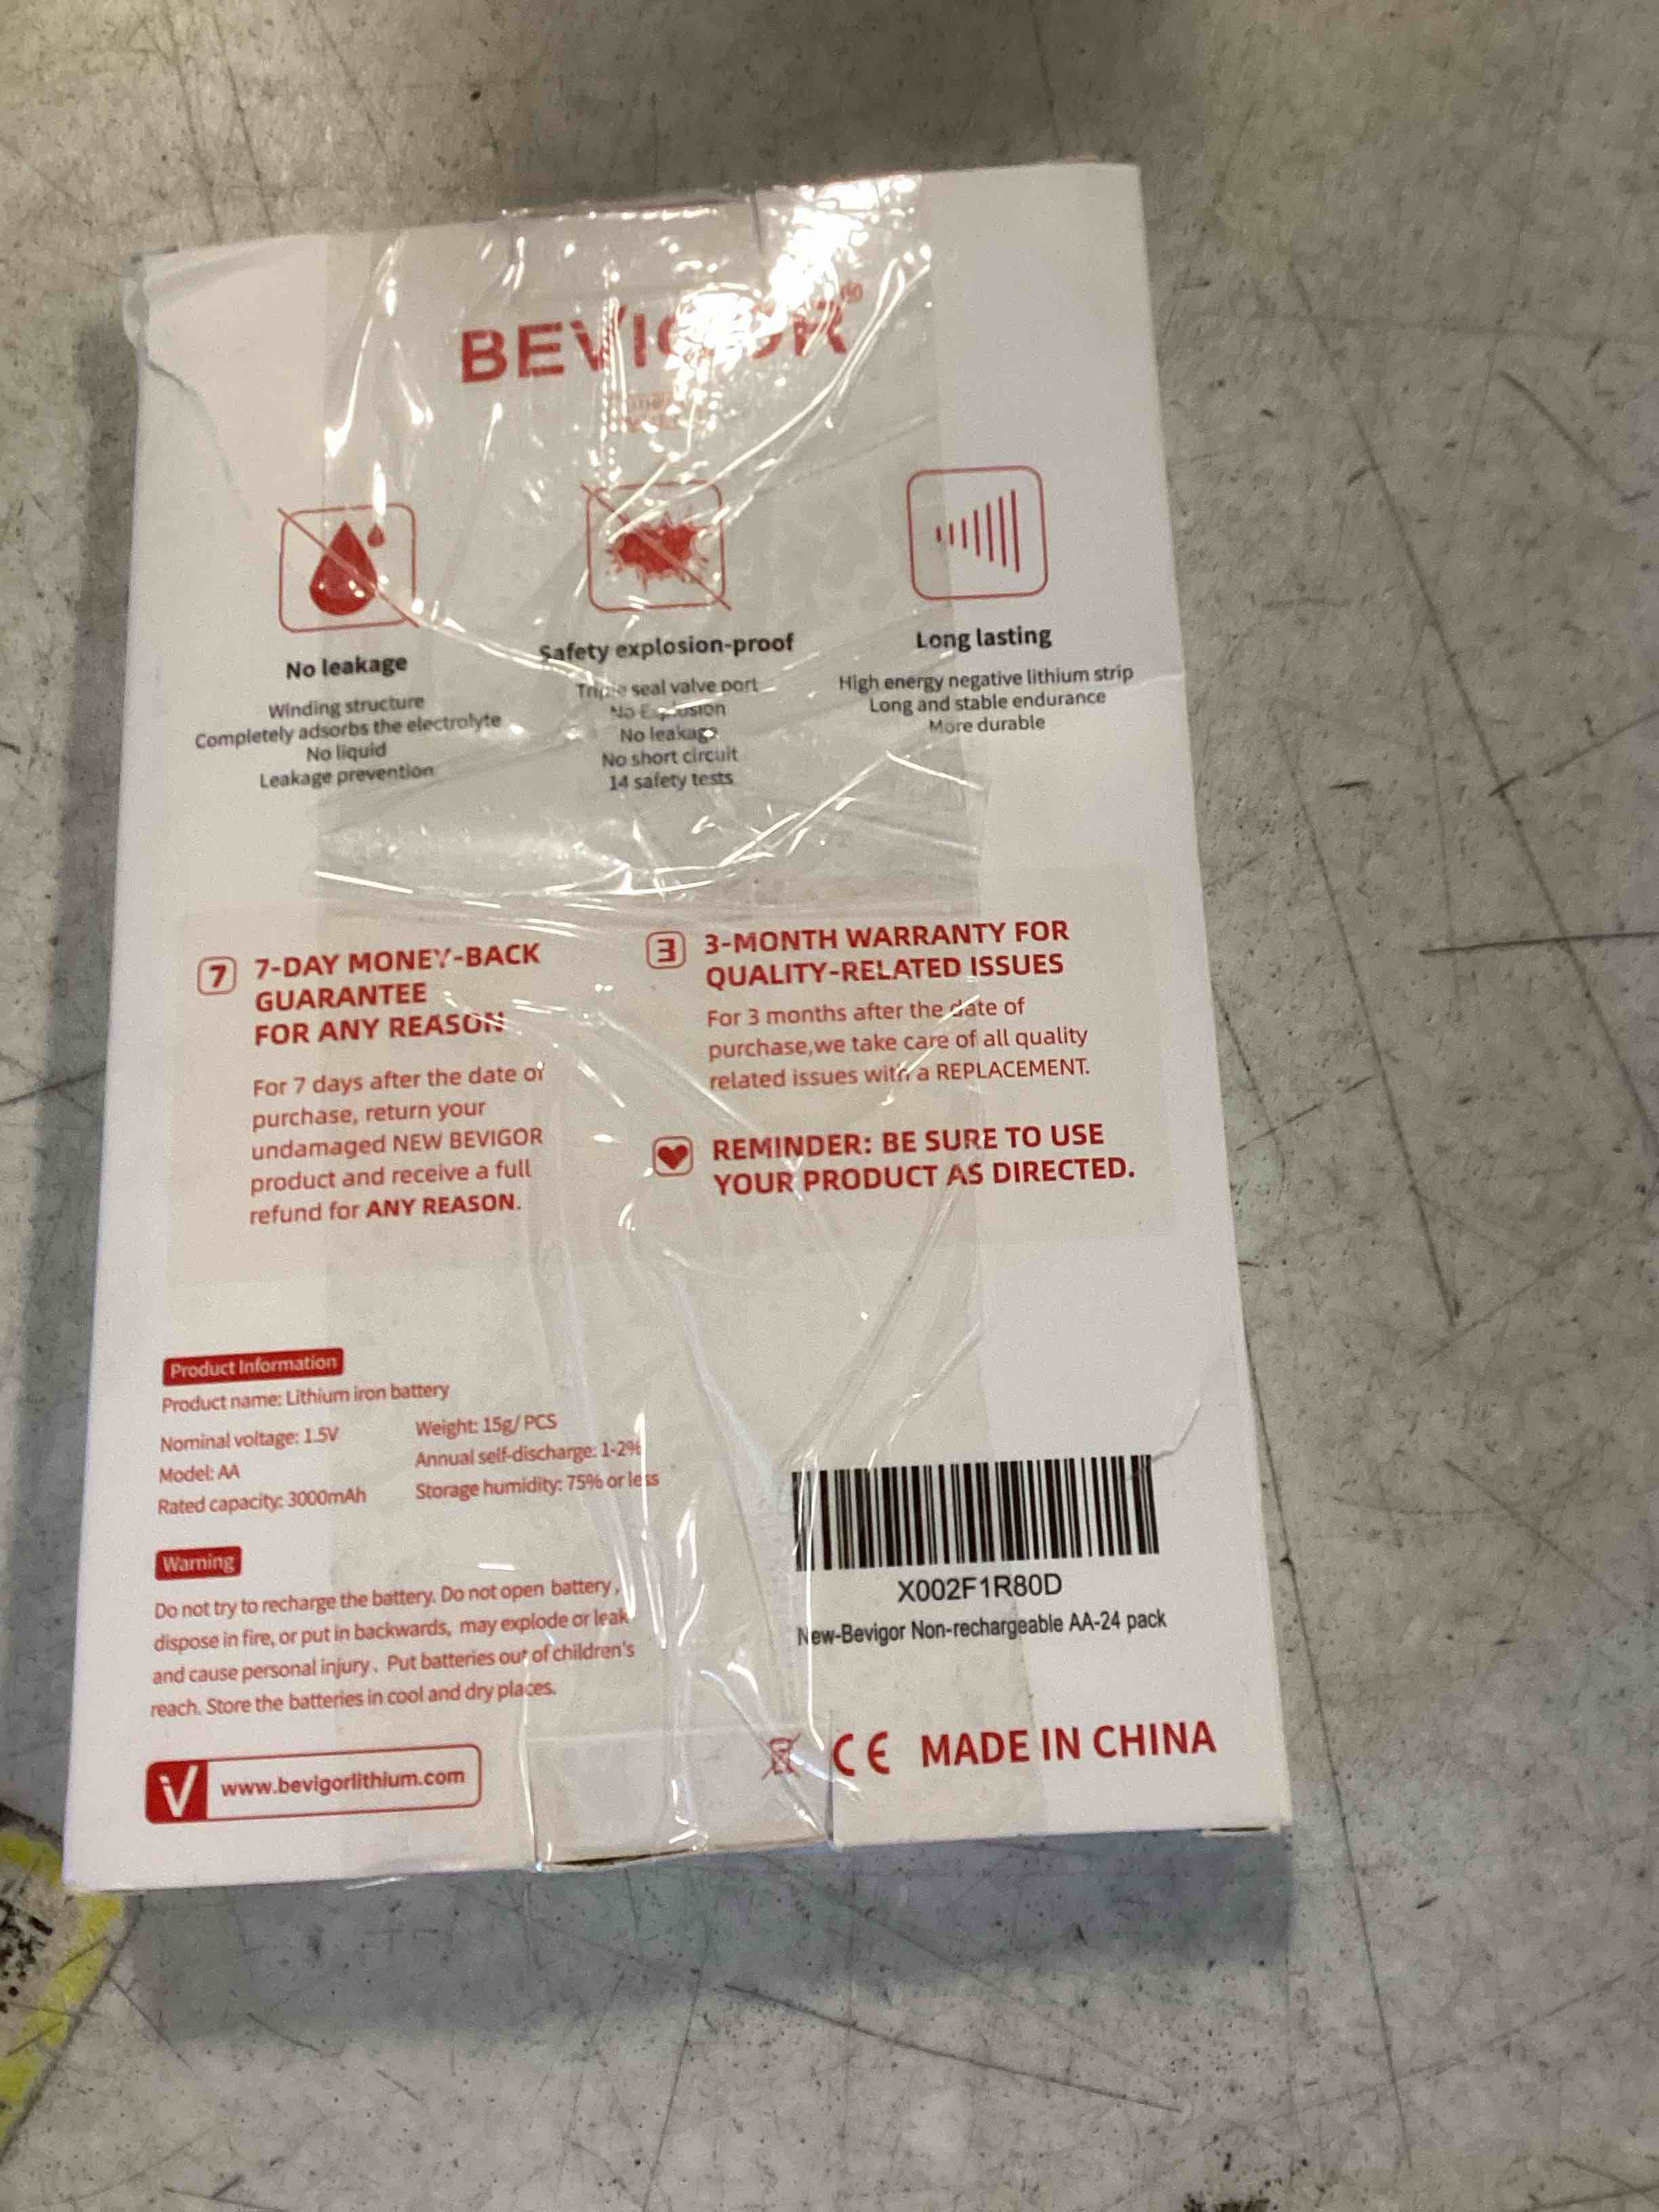 BEVIGOR
No leakage
Winding structure
Completely adsorbs the electrolyte
No liquid
Leakage prevention
Safety explosion-proof
Triple seal valve port
No Explosion
No leakage
No short circuit
14 safety tests
Long lasting
High energy negative lithium strip
Long and stable endurance
More durable
7 7-DAY MONEY-BACK
GUARANTEE
FOR ANY REASON
For 7 days after the date of
purchase, return your
undamaged NEW BEVIGOR
product and receive a full
refund for ANY REASON.
3 3-MONTH WARRANTY FOR
QUALITY-RELATED ISSUES
For 3 months after the date of
purchase,we take care of all quality
related issues with a REPLACEMENT.
REMINDER: BE SURE TO USE
YOUR PRODUCT AS DIRECTED.
Product Information
Product name: Lithium iron battery
Nominal voltage: 1.5V
Model: AA
Rated capacity: 3000mAh
Weight: 15g/ PCS
Annual self-discharge: 1-2%
Storage humidity: 75% or less
Warning
Do not try to recharge the battery. Do not open battery,
dispose in fire, or put in backwards, may explode or leak
and cause personal injury. Put batteries out of children's
reach. Store the batteries in cool and dry places.
V www.bevigorlithium.com
X002F1R80D
New-Bevigor Non-rechargeable AA-24 pack
CE MADE IN CHINA